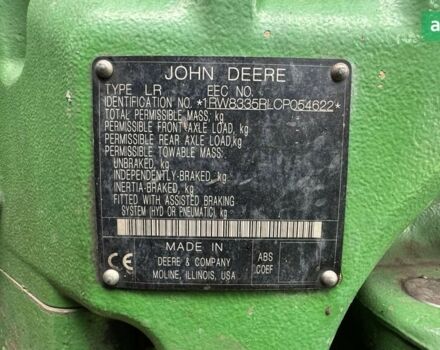 JOHN DEERE
TYPE LR EEC NO.
IDENTIFICATION NO. *1RW8335RLCP054622*
TOTAL PERMISSIBLE MASS, kg
PERMISSIBLE FRONT AXLE LOAD, kg
PERMISSIBLE REAR AXLE LOAD,kg
PERMISSIBLE TOWABLE MASS,
UNBRAKED, kg
INDEPENDENTLY-BRAKED, kg
INERTIA-BRAKED, kg
FITTED WITH ASSISTED BRAKING
SYSTEM (HYD OR PNEUMATIC), kg
MADE IN
CE DEERE & COMPANY
MOLINE, ILLINOIS, USA
ABS
COEF